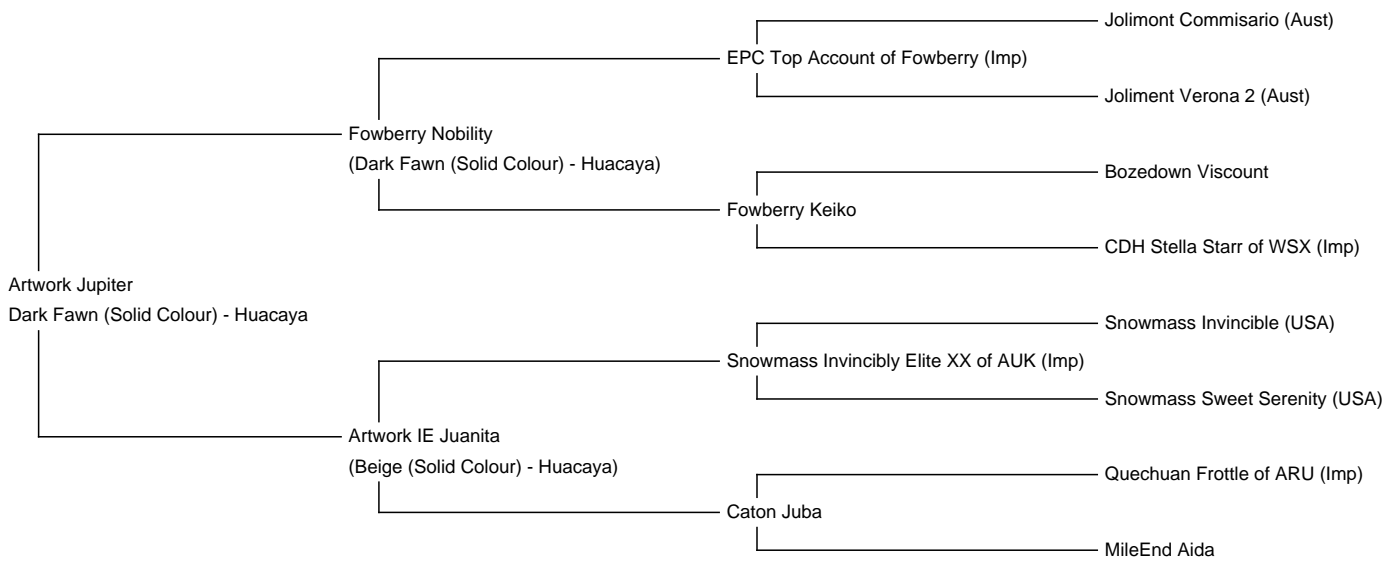 Jolimont Commisario (Aust)
EPC Top Account of Fowberry (Imp)
Joliment Verona 2 (Aust)
Fowberry Nobility
(Dark Fawn (Solid Colour) - Huacaya)
Bozedown Viscount
Fowberry Keiko
CDH Stella Starr of WSX (Imp)
Artwork Jupiter
Dark Fawn (Solid Colour) - Huacaya
Snowmass Invincible (USA)
Snowmass Invincibly Elite XX of AUK (Imp)
Snowmass Sweet Serenity (USA)
Artwork IE Juanita
(Beige (Solid Colour) - Huacaya)
Quechuan Frottle of ARU (Imp)
Caton Juba
MileEnd Aida